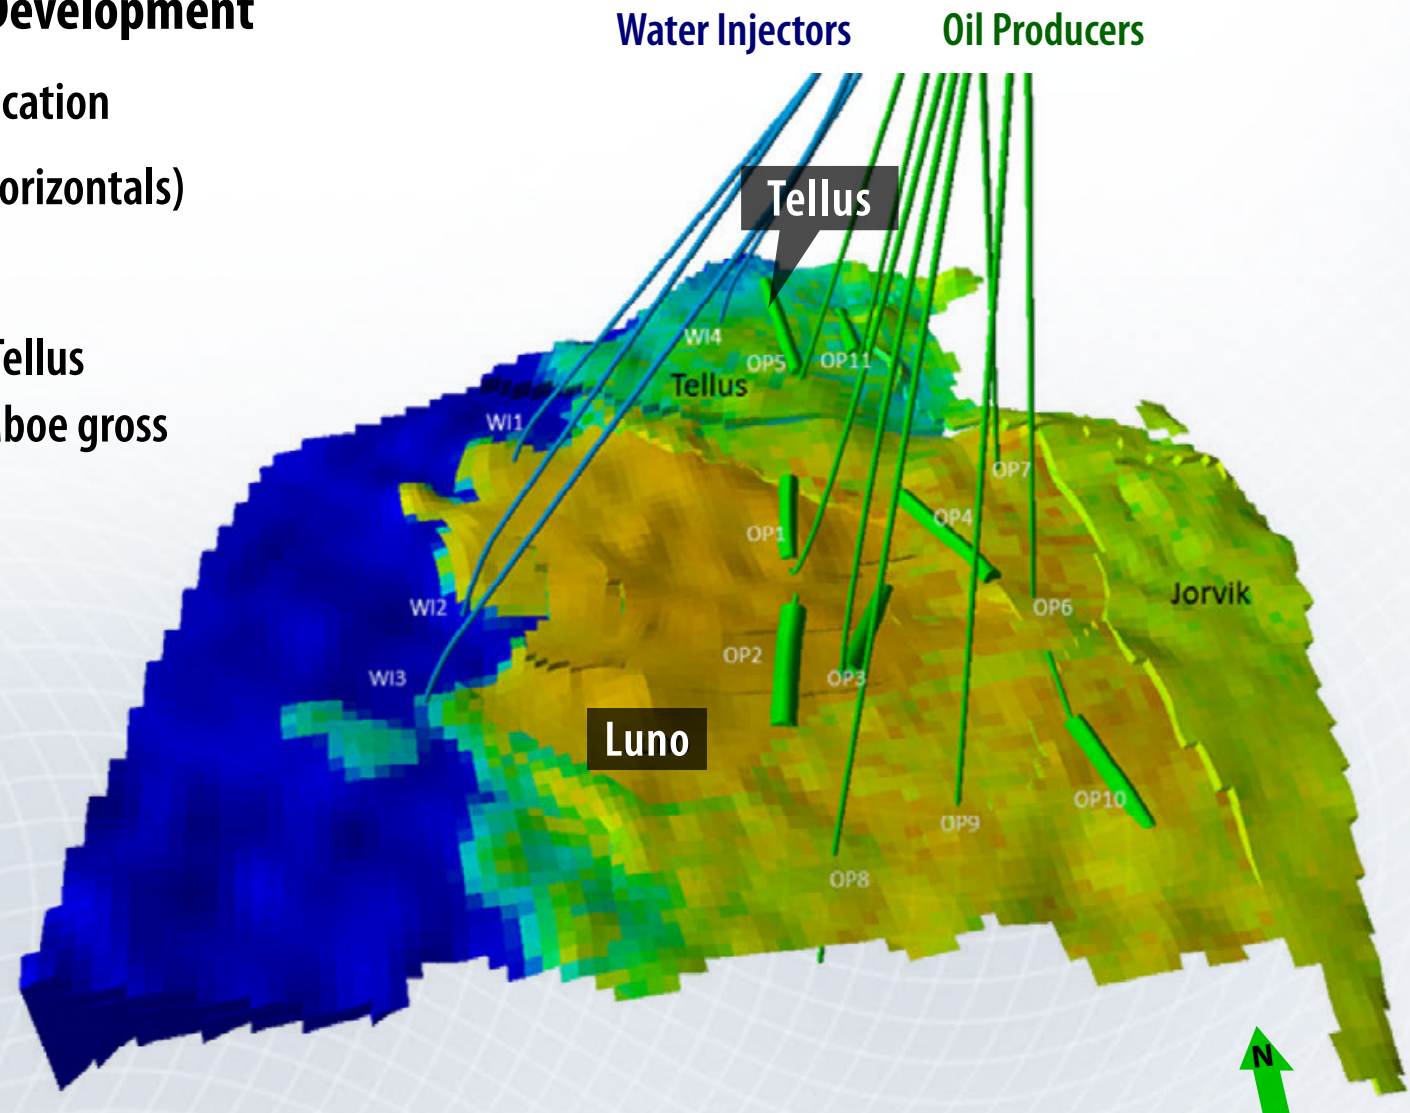 Development
Water Injectors
Oil Producers
cation
orizontals)
Tellus
Tellus
boe gross
WI4
OP5
OP11
Tellus
WI1
OP7
OP4
OP1
Jorvik
WI2
OP6
OP2
WI3
OP3
Luno
OP10
OP9
OP8
N